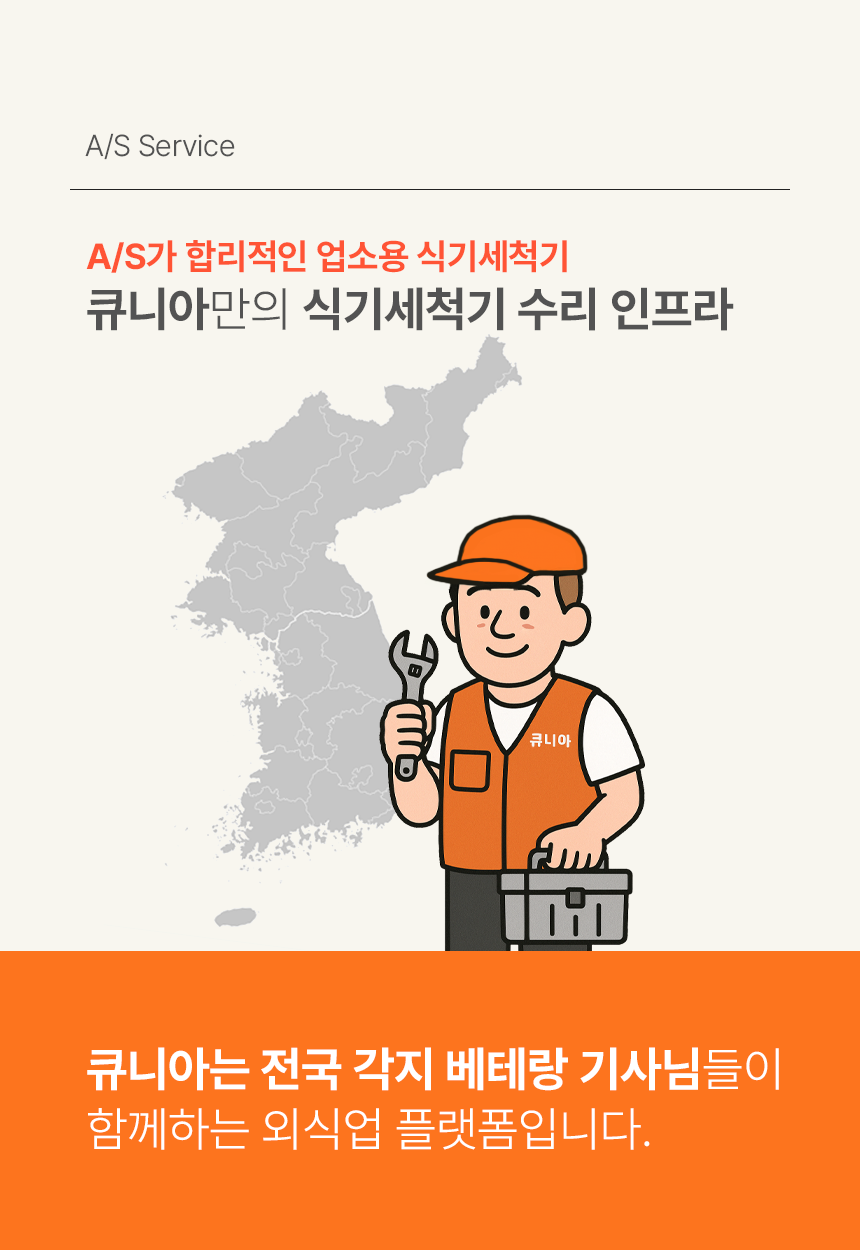 A/S Service
A/S가 합리적인 업소용 식기세척기
큐니아만의 식기세척기 수리 인프라
큐니아
큐니아는 전국 각지 베테랑 기사님들이
함께하는 외식업 플랫폼입니다.